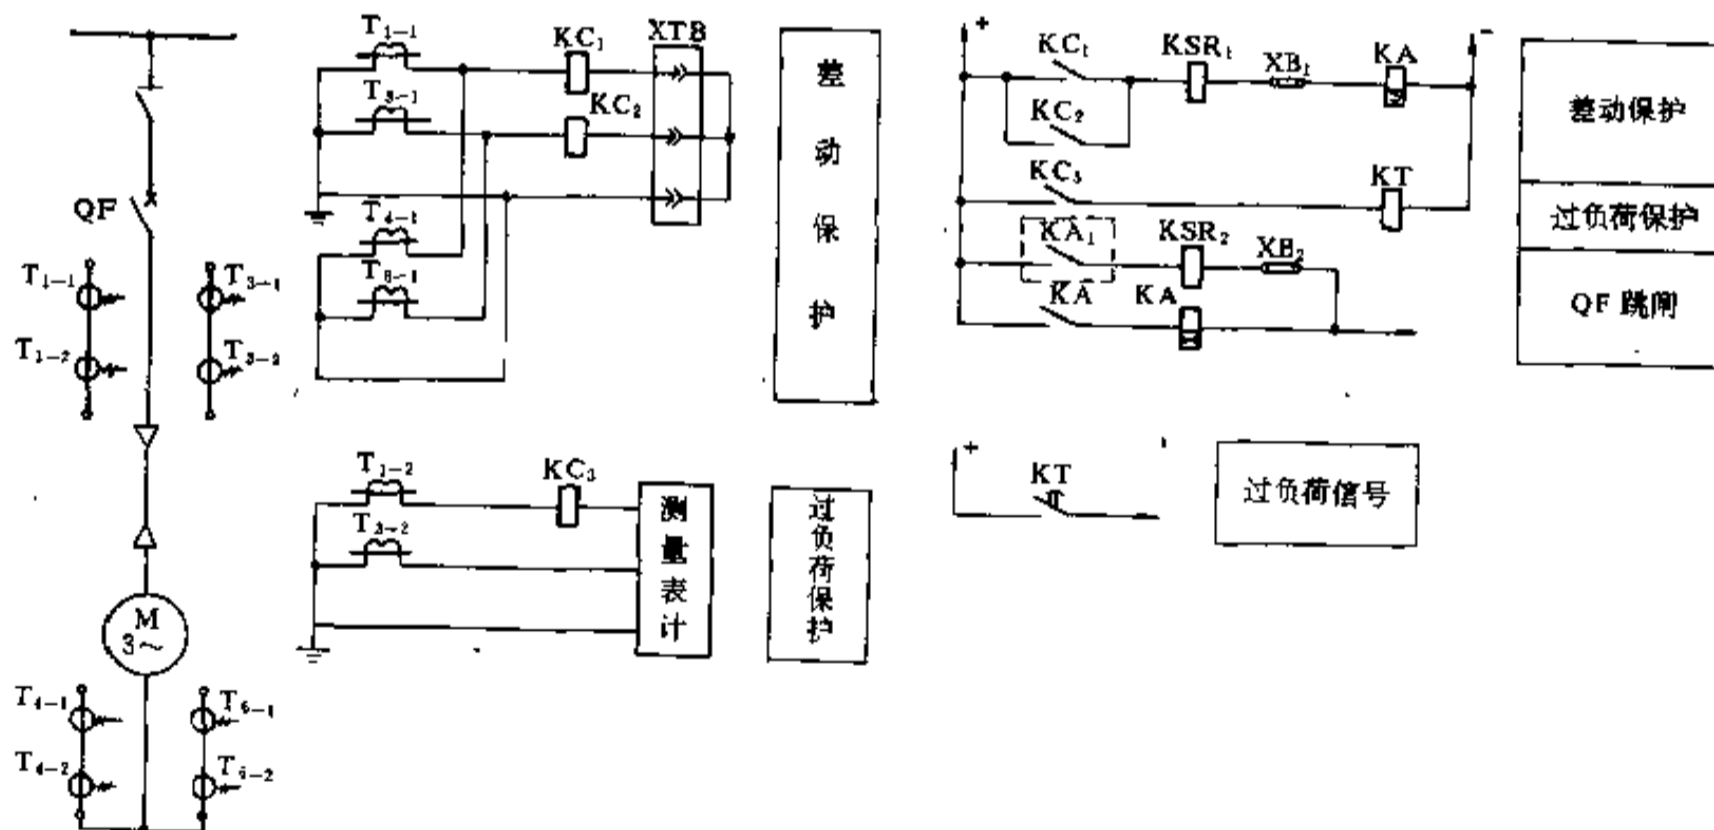 QF
T₁₋₁
T₃₋₁
T₁₋₂
T₃₋₂
M
3～
T₄₋₁
T₆₋₁
T₄₋₂
T₆₋₂
T₁₋₁
KC₁
XTB
T₃₋₁
KC₂
T₄₋₁
T₆₋₁
差动保护
T₁₋₂
KC₃
T₃₋₂
测量表计
过负荷保护
+
-
KC₁
KSR₁
XB₁
KA
KC₂
KC₃
KT
KA₁
KSR₂
XB₂
KA
KA
差动保护
过负荷保护
QF 跳闸
+
KT
过负荷信号